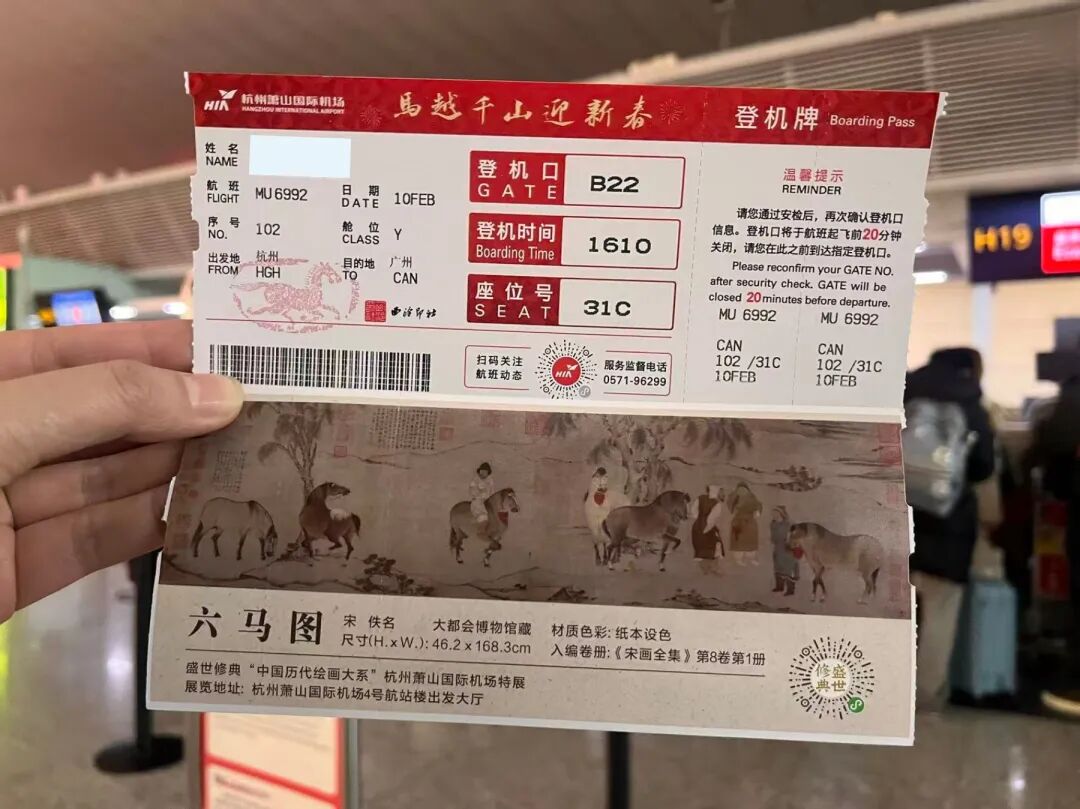 HIA 杭州萧山国际机场
HANGZHOU INTERNATIONAL AIRPORT
馬越千山迎新春
登机牌 Boarding Pass
姓名
NAME
航班
FLIGHT MU6992
日期
DATE 10FEB
序号
NO. 102
舱位
CLASS Y
出发地
FROM
杭州
HGH
目的地
TO
广州
CAN
西泠印社
登机口
GATE B22
登机时间
Boarding Time 1610
座位号
SEAT 31C
扫码关注
航班动态
HIA
服务监督电话
0571-96299
温馨提示
REMINDER
请您通过安检后，再次确认登机口
信息。登机口将于航班起飞前20分钟
关闭，请您在此之前到达指定登机口。
Please reconfirm your GATE NO.
after security check. GATE will be
closed 20 minutes before departure.
MU 6992
CAN
102 /31C
10FEB
MU 6992
CAN
102 /31C
10FEB
H19
六马图
宋 佚名 大都会博物馆藏 材质色彩: 纸本设色
尺寸(H.xW.): 46.2x168.3cm 入编卷册:《宋画全集》第8卷第1册
盛世修典“中国历代绘画大系”杭州萧山国际机场特展
展览地址: 杭州萧山国际机场4号航站楼出发大厅
盛世修典